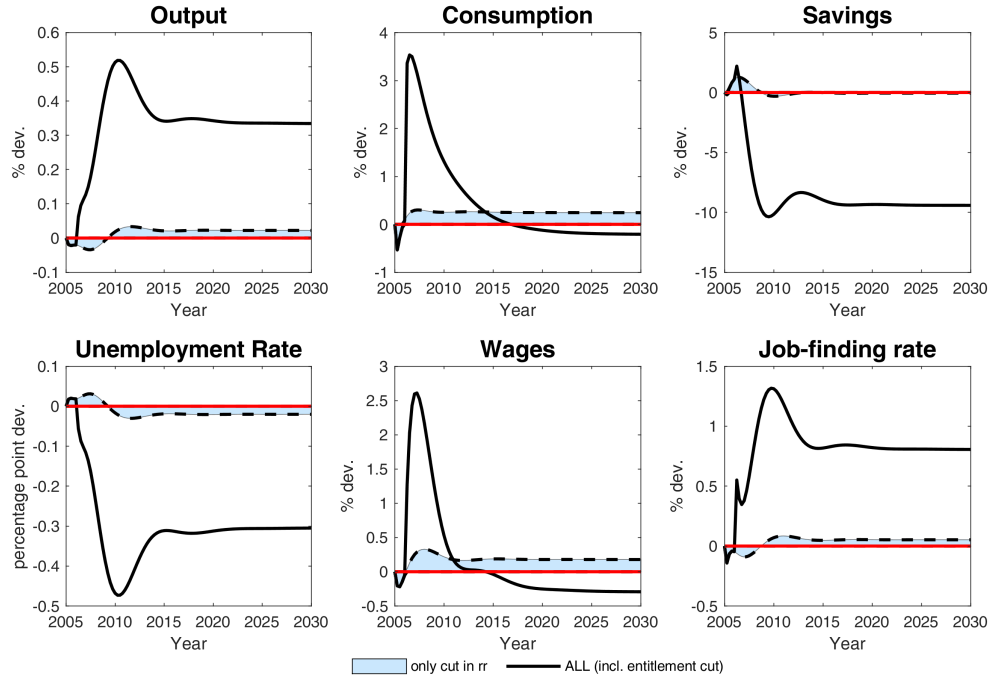 Output
Consumption
Savings
% dev.
0.6
0.5
0.4
0.3
0.2
0.1
0
-0.1
2005 2010 2015 2020 2025 2030
Year
% dev.
4
3
2
1
0
-1
2005 2010 2015 2020 2025 2030
Year
% dev.
5
0
-5
-10
-15
2005 2010 2015 2020 2025 2030
Year
Unemployment Rate
Wages
Job-finding rate
percentage point dev.
0.1
0
-0.1
-0.2
-0.3
-0.4
-0.5
2005 2010 2015 2020 2025 2030
Year
% dev.
3
2.5
2
1.5
1
0.5
0
-0.5
2005 2010 2015 2020 2025 2030
Year
% dev.
1.5
1
0.5
0
-0.5
2005 2010 2015 2020 2025 2030
Year
only cut in rr
ALL (incl. entitlement cut)